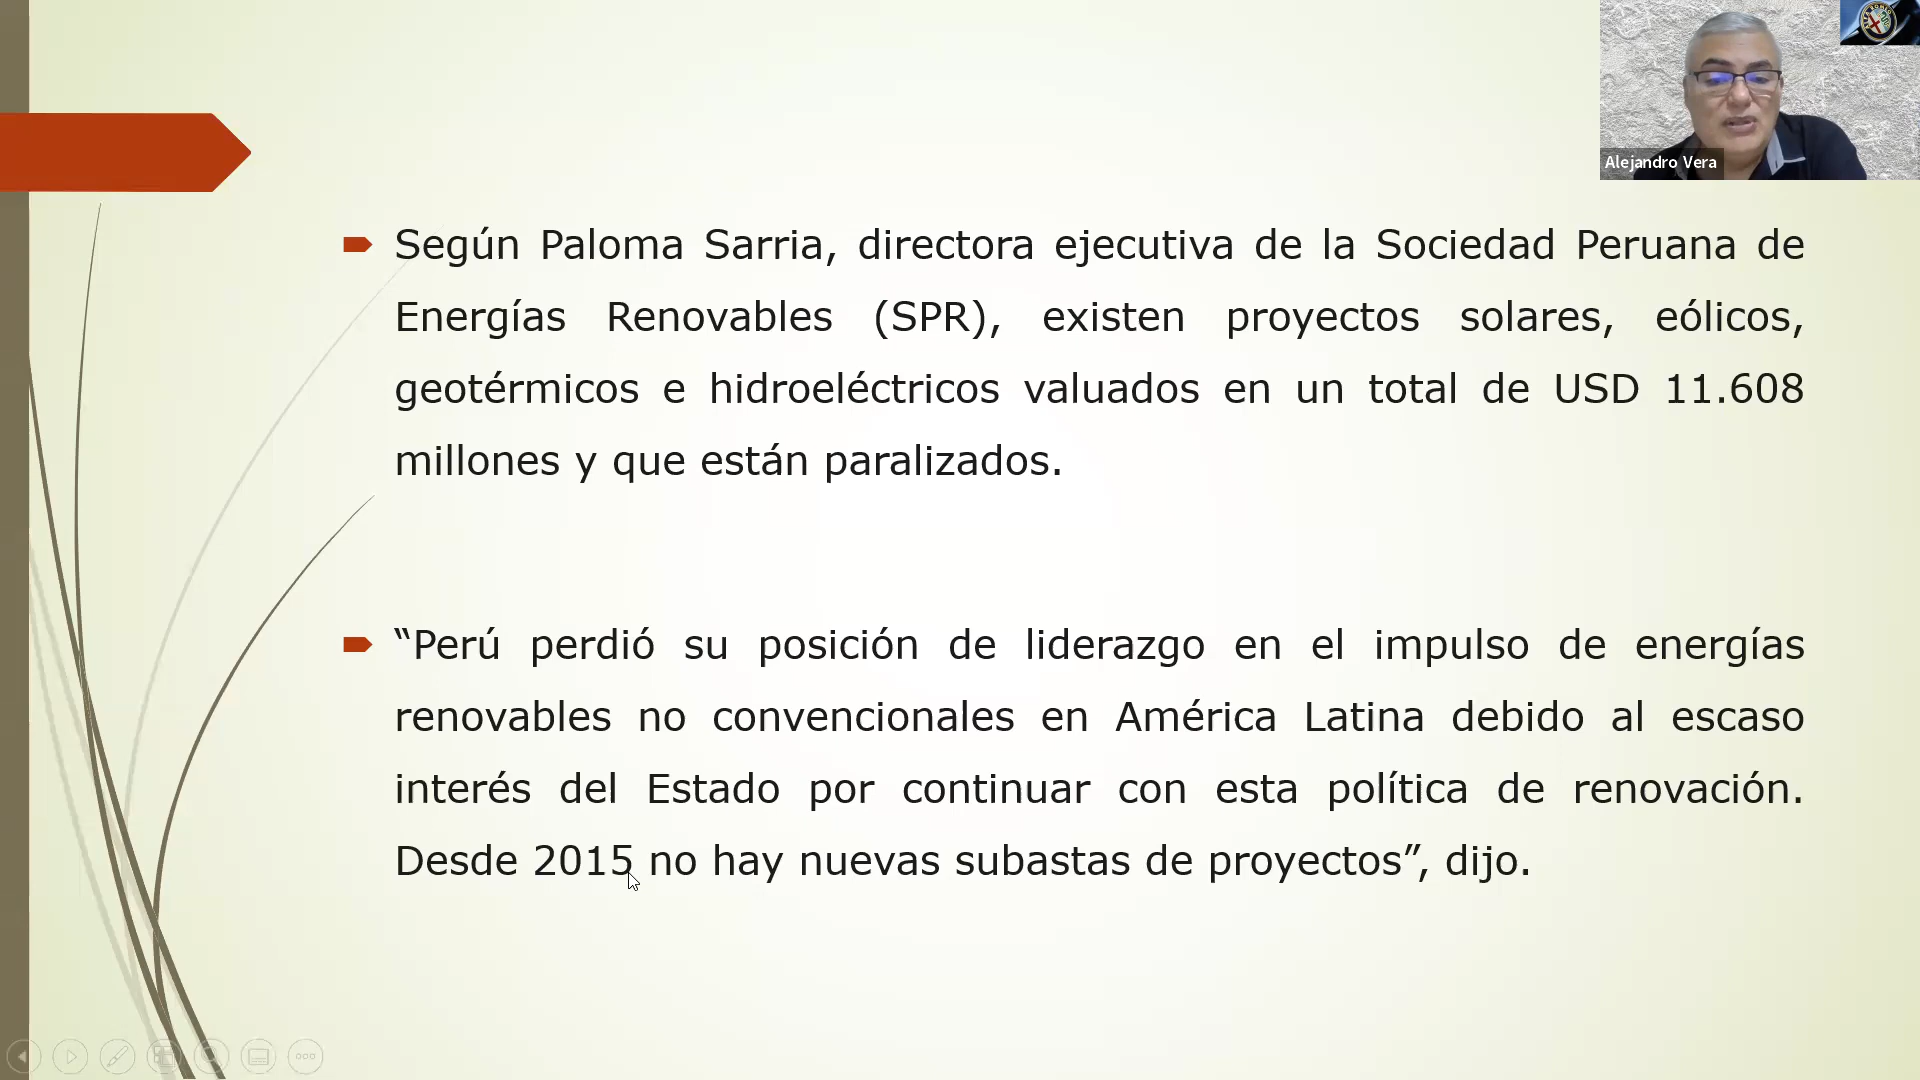 Alejandro Vera
Según Paloma Sarria, directora ejecutiva de la Sociedad Peruana de
Energías Renovables (SPR), existen proyectos solares, eólicos,
geotérmicos e hidroeléctricos valuados en un total de USD 11.608
millones y que están paralizados.
“Perú perdió su posición de liderazgo en el impulso de energías
renovables no convencionales en América Latina debido al escaso
interés del Estado por continuar con esta política de renovación.
Desde 2015 no hay nuevas subastas de proyectos”, dijo.